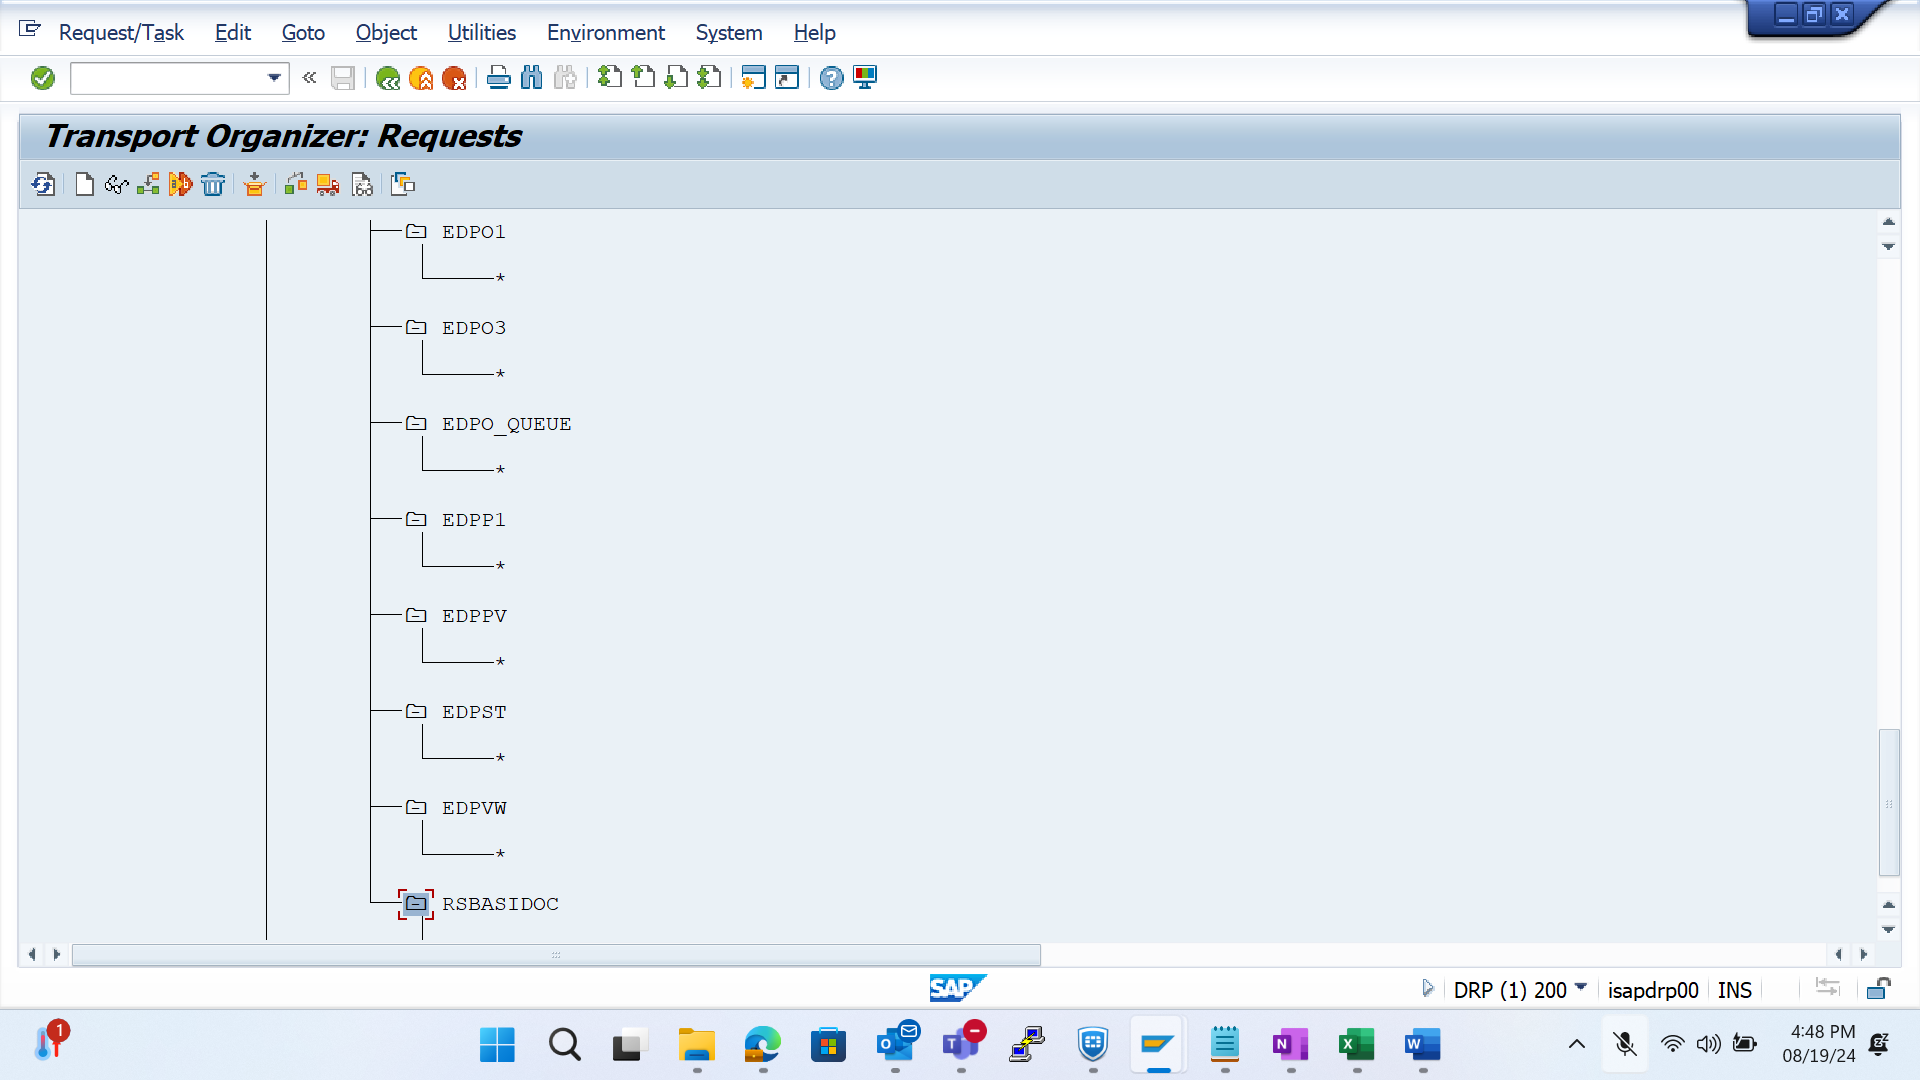 Request/Task Edit Goto Object Utilities Environment System Help
Transport Organizer: Requests
EDPO1
*
EDPO3
*
EDPO_QUEUE
*
EDPP1
*
EDPPV
*
EDPST
*
EDPVW
*
RSBASIDOC
SAP
DRP (1) 200 isapdrp00 INS
1
4:48 PM
08/19/24